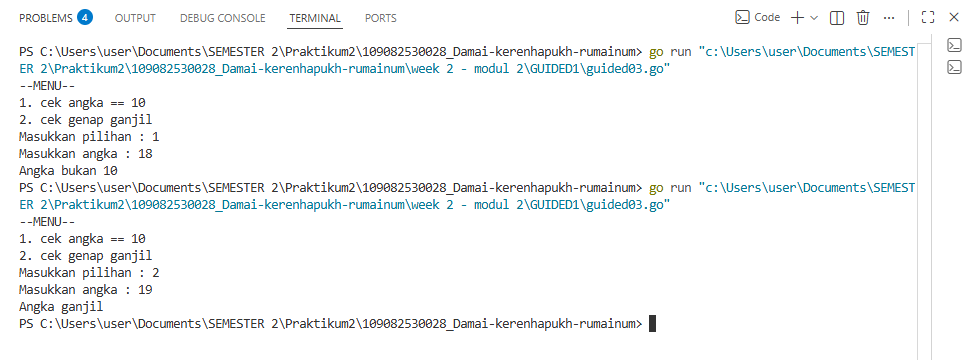 PROBLEMS 4 OUTPUT DEBUG CONSOLE TERMINAL PORTS Code
PS C:\Users\user\Documents\SEMESTER 2\Praktikum2\109082530028_Damai-kerenhapukh-rumainum> go run "c:\Users\user\Documents\SEMEST
ER 2\Praktikum2\109082530028_Damai-kerenhapukh-rumainum\week 2 - modul 2\GUIDED1\guided03.go"
--MENU--
1. cek angka == 10
2. cek genap ganjil
Masukkan pilihan : 1
Masukkan angka : 18
Angka bukan 10
PS C:\Users\user\Documents\SEMESTER 2\Praktikum2\109082530028_Damai-kerenhapukh-rumainum> go run "c:\Users\user\Documents\SEMEST
ER 2\Praktikum2\109082530028_Damai-kerenhapukh-rumainum\week 2 - modul 2\GUIDED1\guided03.go"
--MENU--
1. cek angka == 10
2. cek genap ganjil
Masukkan pilihan : 2
Masukkan angka : 19
Angka ganjil
PS C:\Users\user\Documents\SEMESTER 2\Praktikum2\109082530028_Damai-kerenhapukh-rumainum>